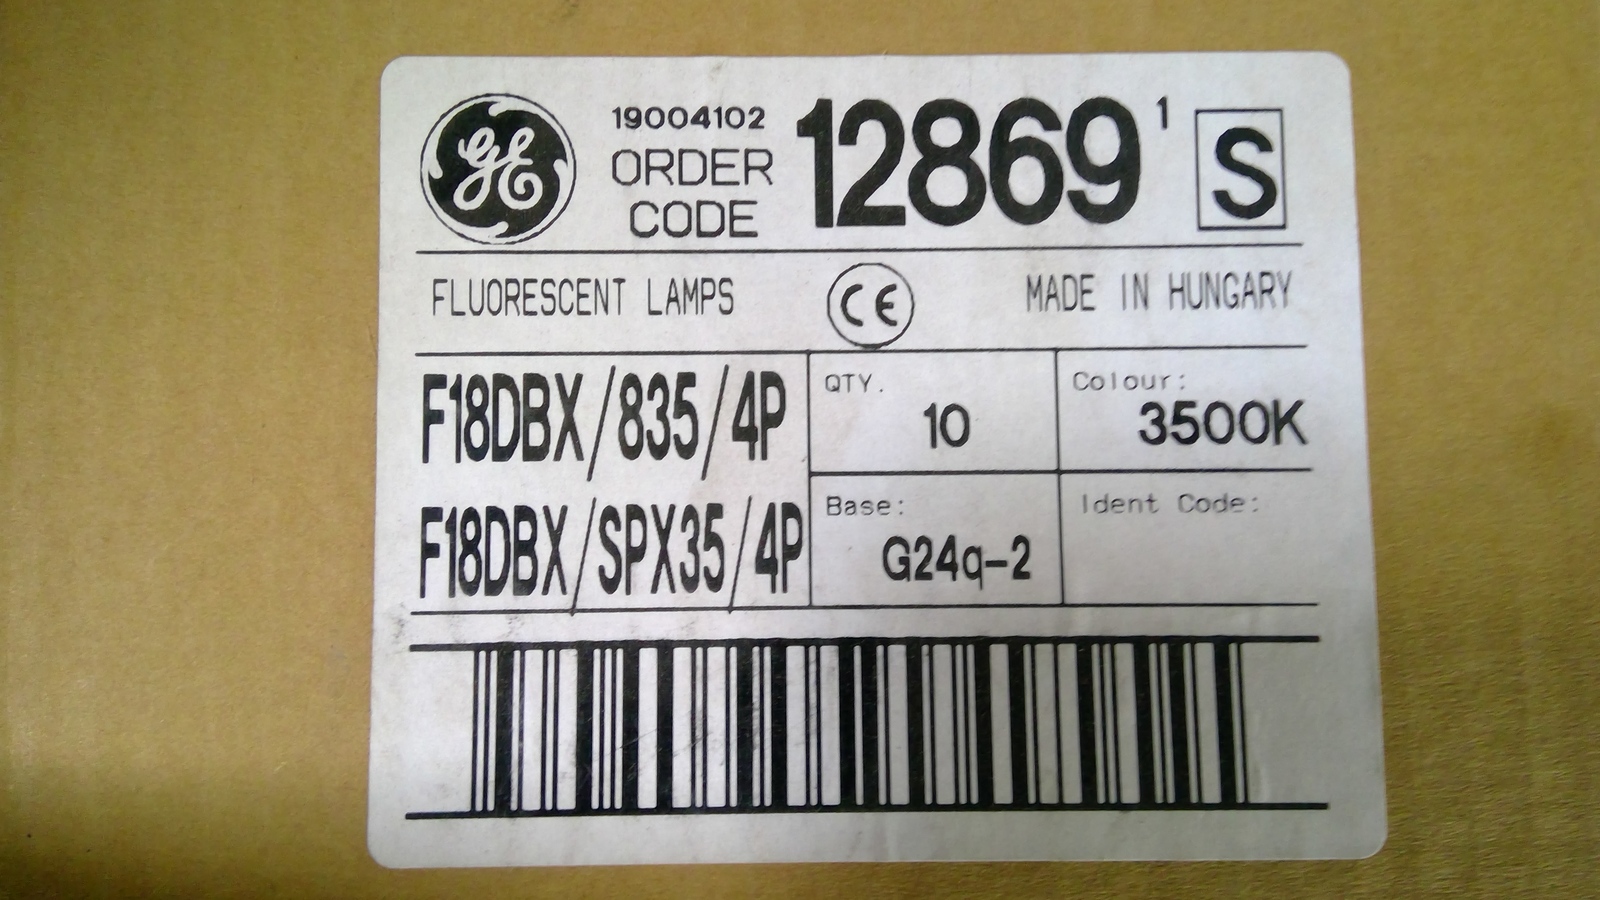 GE
19004102
ORDER CODE
12869 1
S
FLUORESCENT LAMPS
CE
MADE IN HUNGARY
F18DBX/835/4P
F18DBX/SPX35/4P
QTY.
10
Colour:
3500K
Base:
G24q-2
Ident Code: